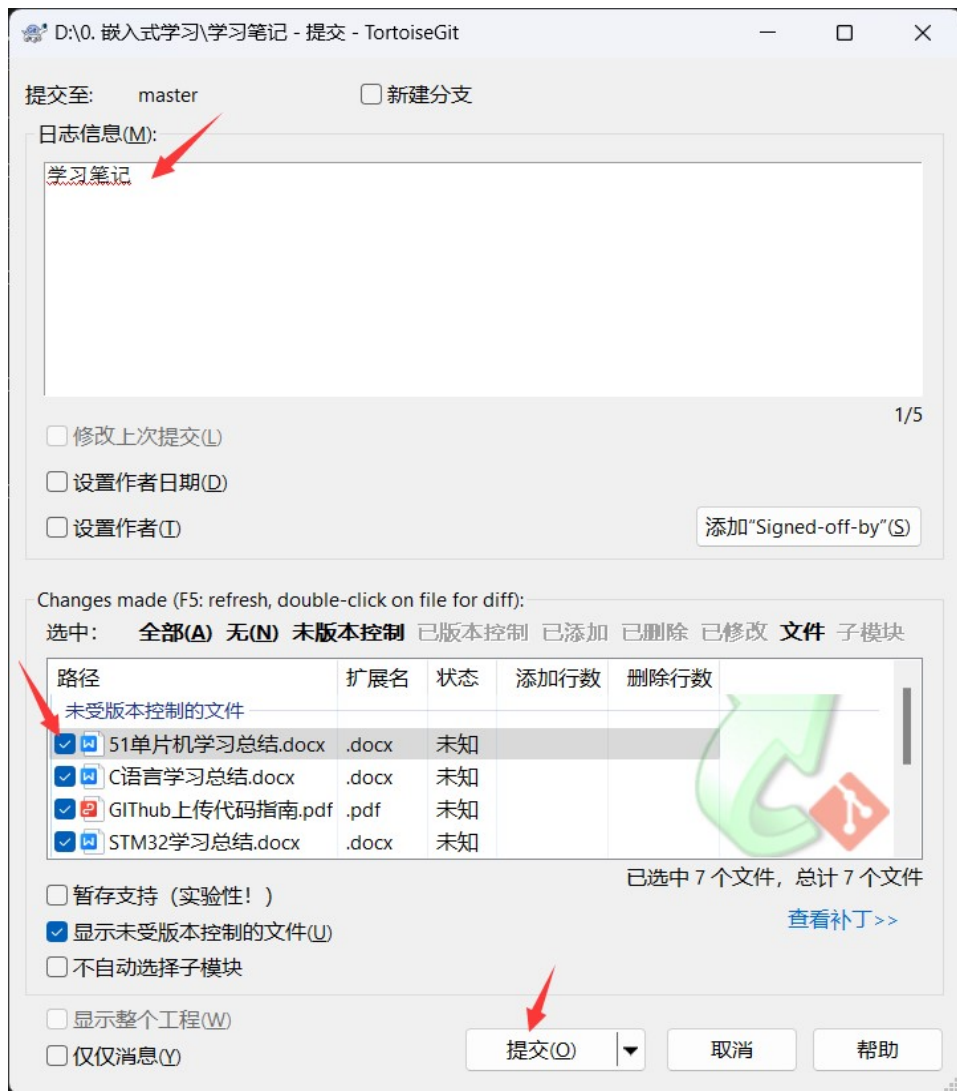 D:\0. 嵌入式学习\学习笔记 - 提交 - TortoiseGit
提交至: master 新建分支
日志信息(M):
学习笔记
1/5
修改上次提交(L)
设置作者日期(D)
设置作者(T)
添加“Signed-off-by”(S)
Changes made (F5: refresh, double-click on file for diff):
选中: 全部(A) 无(N) 未版本控制 已版本控制 已添加 已删除 已修改 文件 子模块
路径 扩展名 状态 添加行数 删除行数
未受版本控制的文件
51单片机学习总结.docx .docx 未知
C语言学习总结.docx .docx 未知
GIThub上传代码指南.pdf .pdf 未知
STM32学习总结.docx .docx 未知
已选中 7 个文件，总计 7 个文件
暂存支持（实验性！）
查看补丁>>
显示未受版本控制的文件(U)
不自动选择子模块
显示整个工程(W)
仅仅消息(Y)
提交(O) 取消 帮助